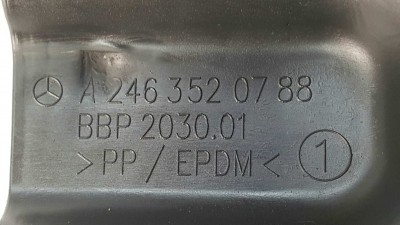 A 246 352 07 88
BBP 2030.01
>PP / EPDM< 1